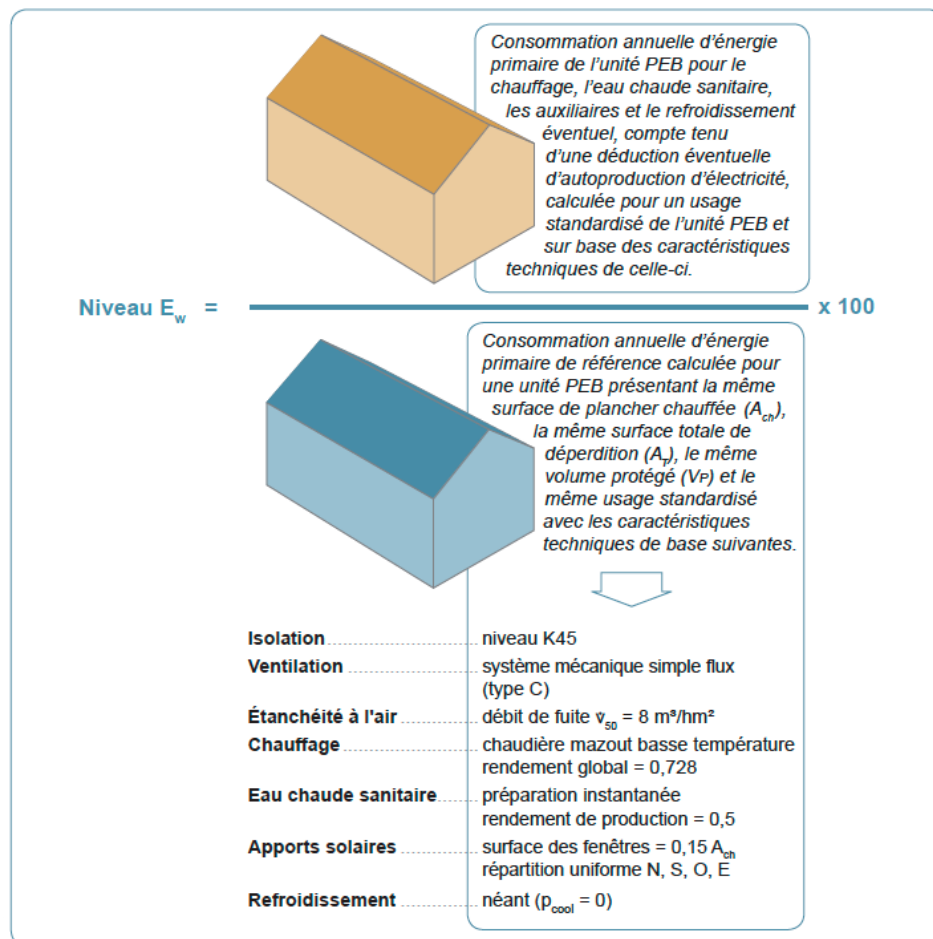 Consommation annuelle d’énergie
primaire de l’unité PEB pour le
chauffage, l’eau chaude sanitaire,
les auxiliaires et le refroidissement
éventuel, compte tenu
d’une déduction éventuelle
d’autoproduction d’électricité,
calculée pour un usage
standardisé de l’unité PEB et
sur base des caractéristiques
techniques de celle-ci.
Niveau E_w = x 100
Consommation annuelle d’énergie
primaire de référence calculée pour
une unité PEB présentant la même
surface de plancher chauffée (A_ch),
la même surface totale de
déperdition (A_T), le même
volume protégé (VP) et le
même usage standardisé
avec les caractéristiques
techniques de base suivantes.
Isolation niveau K45
Ventilation système mécanique simple flux
(type C)
Étanchéité à l'air débit de fuite v̇_50 = 8 m³/hm²
Chauffage chaudière mazout basse température
rendement global = 0,728
Eau chaude sanitaire préparation instantanée
rendement de production = 0,5
Apports solaires surface des fenêtres = 0,15 A_ch
répartition uniforme N, S, O, E
Refroidissement néant (p_cool = 0)